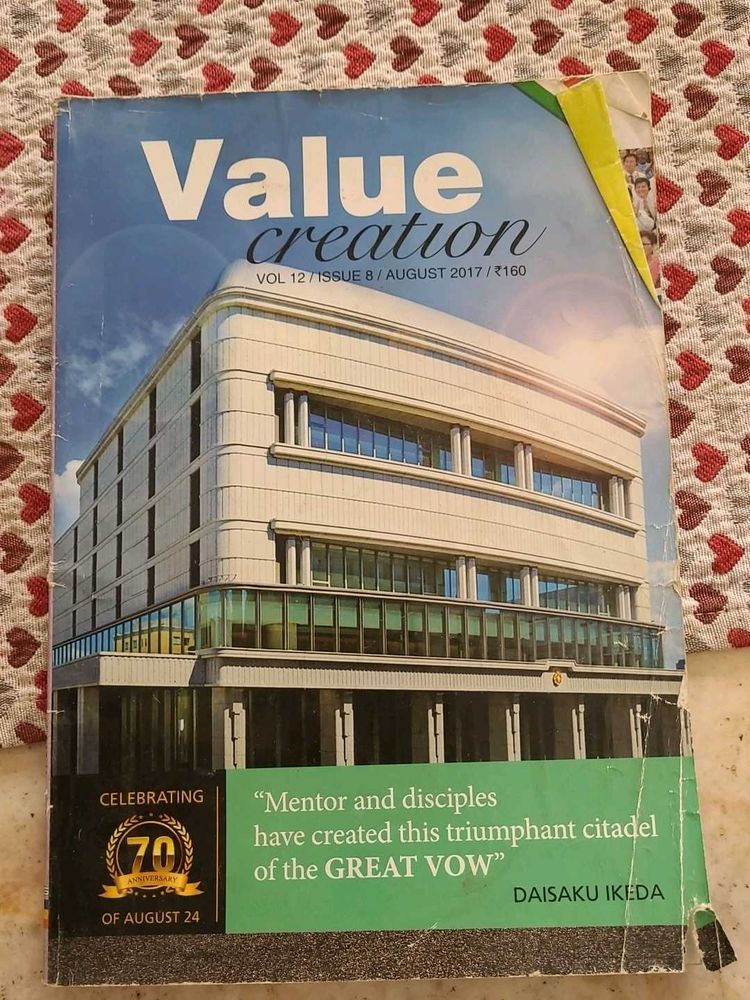 Value
creation
VOL 12 / ISSUE 8 / AUGUST 2017 / ₹160
CELEBRATING
70
ANNIVERSARY
OF AUGUST 24
“Mentor and disciples
have created this triumphant citadel
of the GREAT VOW”
DAISAKU IKEDA